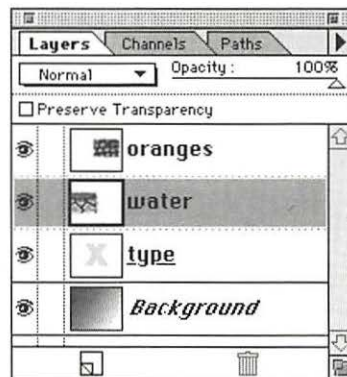 Layers Channels Paths
Normal Opacity: 100%
Preserve Transparency
oranges
water
type
Background